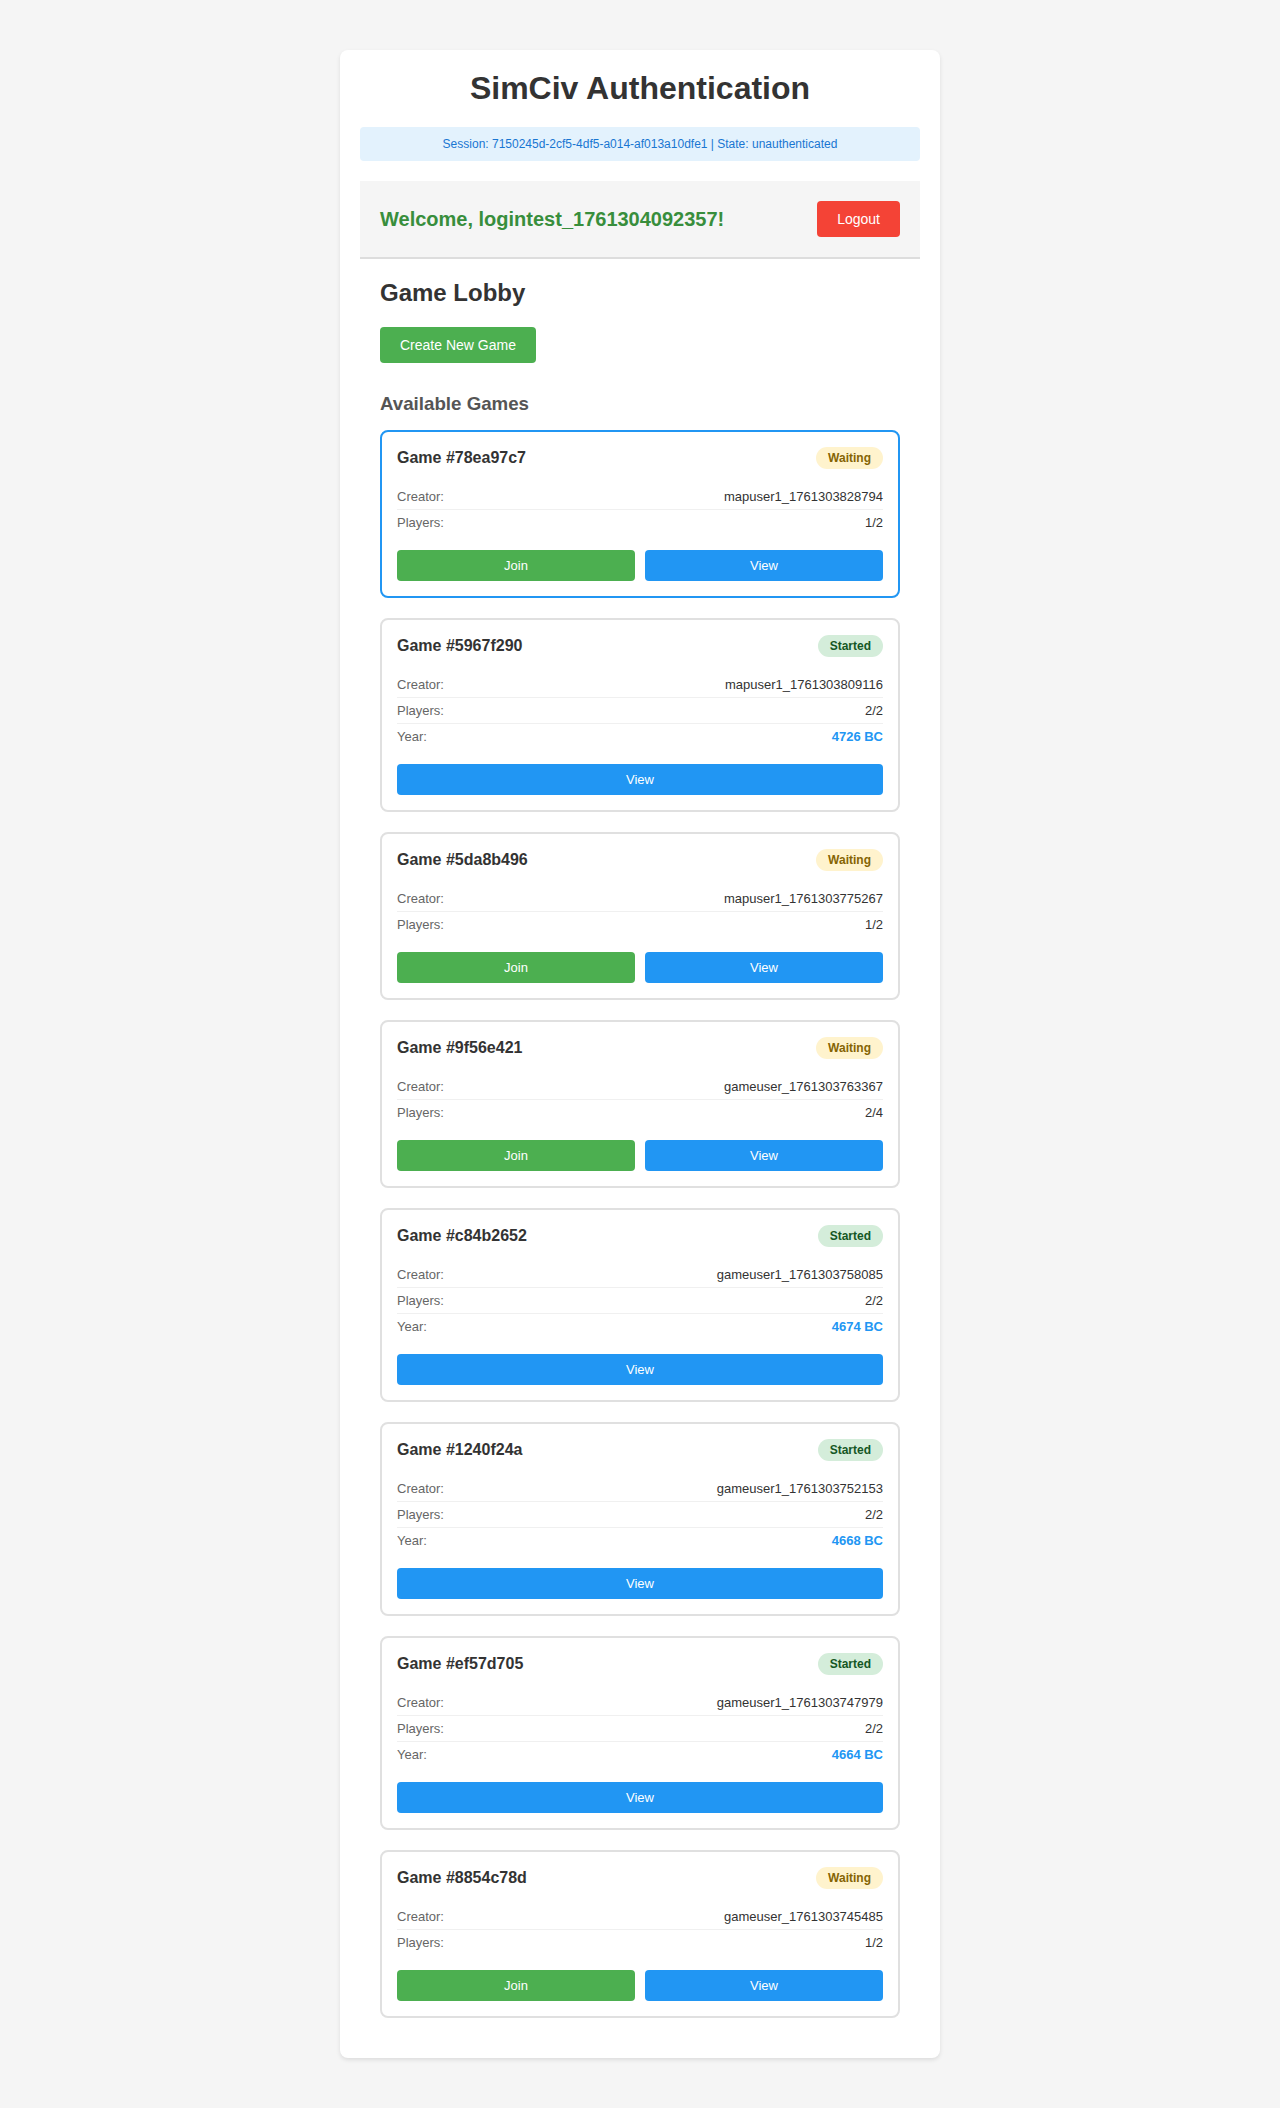 SimCiv Authentication
Session: 7150245d-2cf5-4df5-a014-af013a10dfe1 | State: unauthenticated
Welcome, logintest_1761304092357!
Logout
Game Lobby
Create New Game
Available Games
Game #78ea97c7
Waiting
Creator: mapuser1_1761303828794
Players: 1/2
Join View
Game #5967f290
Started
Creator: mapuser1_1761303809116
Players: 2/2
Year: 4726 BC
View
Game #5da8b496
Waiting
Creator: mapuser1_1761303775267
Players: 1/2
Join View
Game #9f56e421
Waiting
Creator: gameuser_1761303763367
Players: 2/4
Join View
Game #c84b2652
Started
Creator: gameuser1_1761303758085
Players: 2/2
Year: 4674 BC
View
Game #1240f24a
Started
Creator: gameuser1_1761303752153
Players: 2/2
Year: 4668 BC
View
Game #ef57d705
Started
Creator: gameuser1_1761303747979
Players: 2/2
Year: 4664 BC
View
Game #8854c78d
Waiting
Creator: gameuser_1761303745485
Players: 1/2
Join View